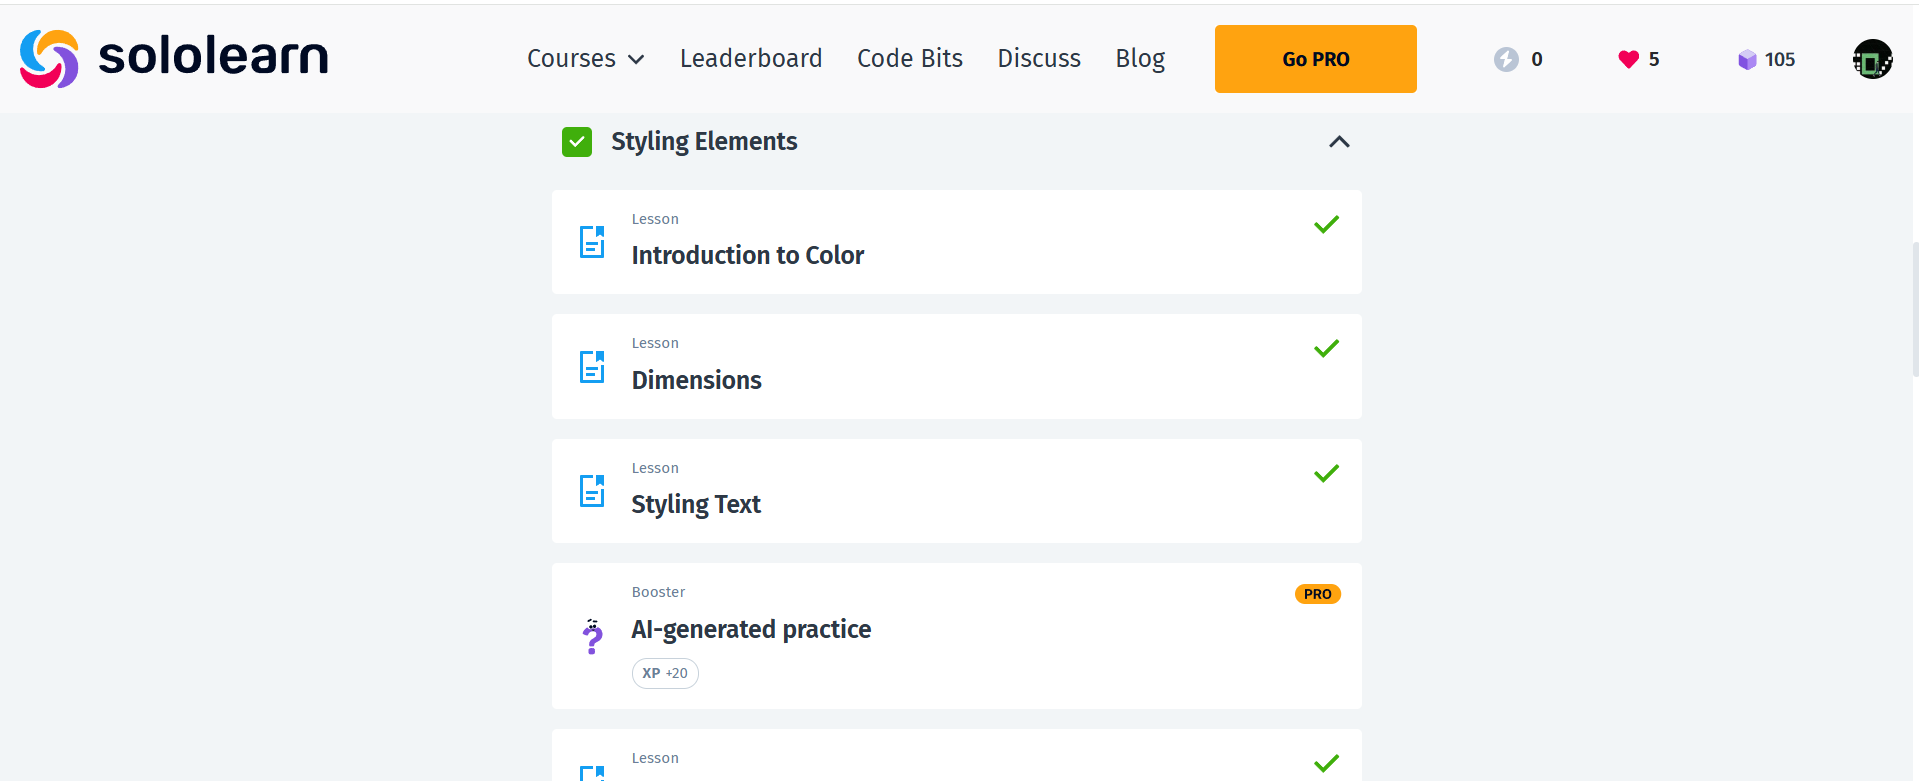 sololearn
Courses Leaderboard Code Bits Discuss Blog Go PRO 0 5 105
Styling Elements
Lesson
Introduction to Color
Lesson
Dimensions
Lesson
Styling Text
Booster
PRO
AI-generated practice
XP +20
Lesson